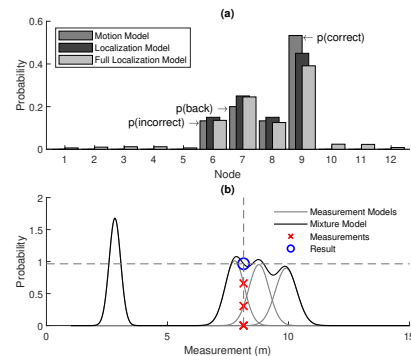 (a)
0.6
0.4
0.2
0
Probability
Motion Model
Localization Model
Full Localization Model
p(correct)
p(back)
p(incorrect)
1 2 3 4 5 6 7 8 9 10 11 12
Node
(b)
2
1.5
1
0.5
0
Probability
Measurement Models
Mixture Model
Measurements
Result
0 5 10 15
Measurement (m)